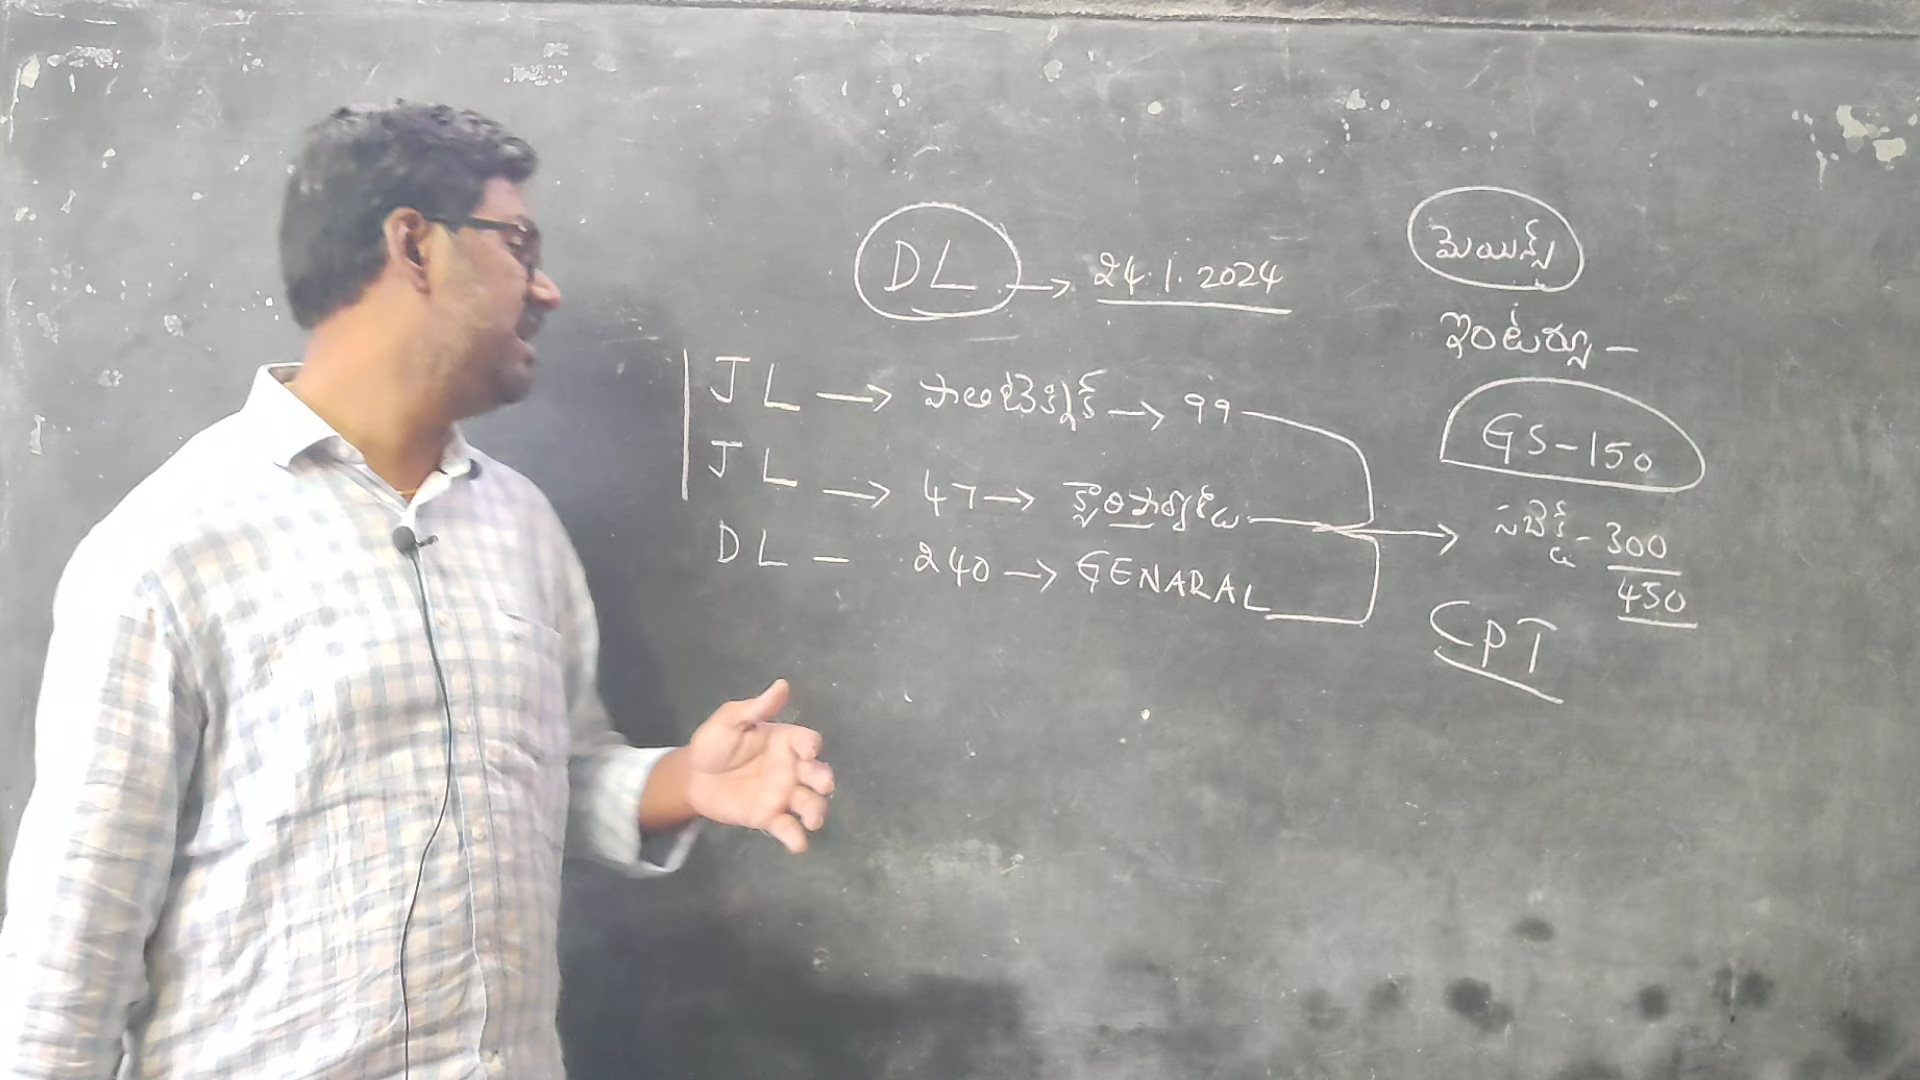 DL → 24.1.2024
JL → పాలిటెక్నిక్ → 99
JL → 47 →
DL - 240 → GENARAL
మెయిన్స్
ఇంటర్వ్యూ -
GS-150
సబ్జెక్ట్ - 300
450
CPT